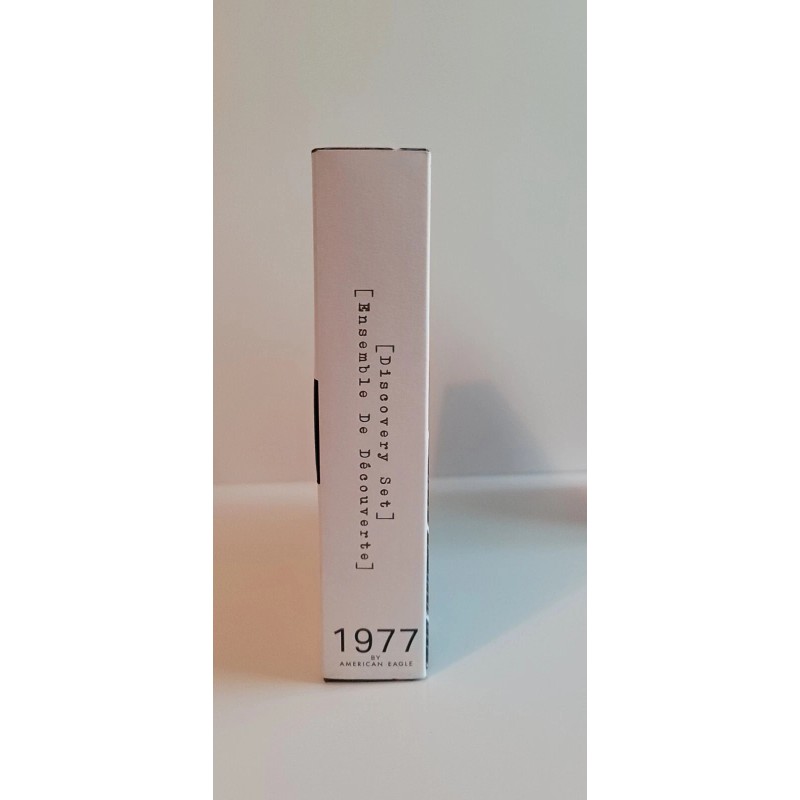 [Discovery Set]
[Ensemble De Découverte]
1977
BY
AMERICAN EAGLE